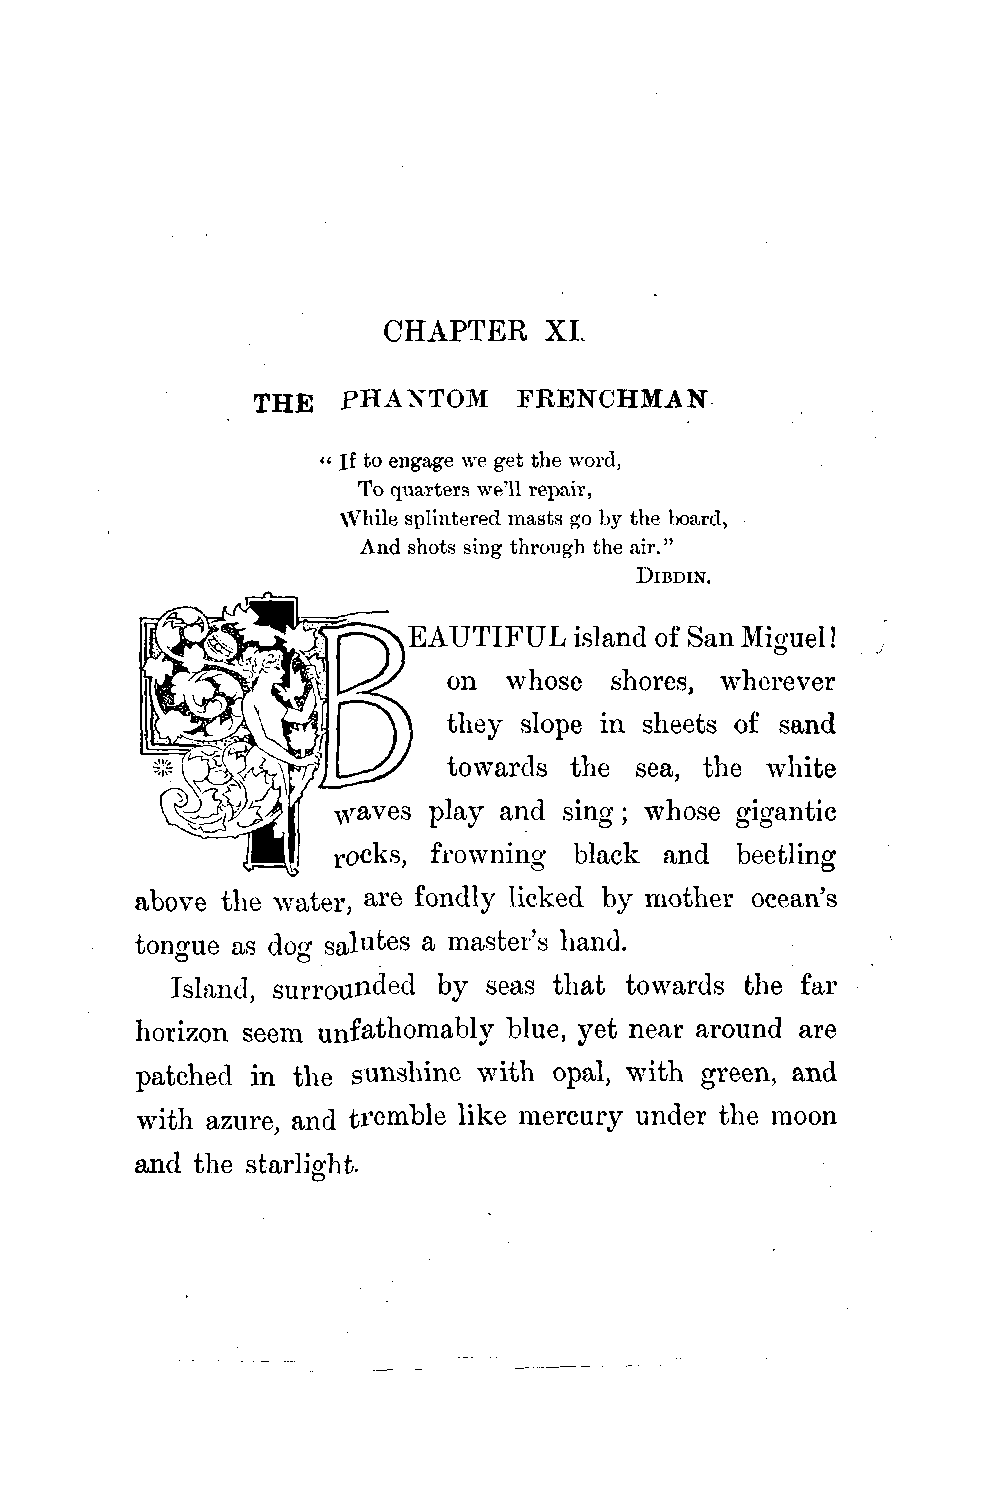 CHAPTER XI.
THE PHANTOM FRENCHMAN
“ If to engage we get the word,
To quarters we’ll repair,
While splintered masts go by the board,
And shots sing through the air.”
DIBDIN.
BEAUTIFUL island of San Miguel!
on whose shores, wherever
they slope in sheets of sand
towards the sea, the white
waves play and sing; whose gigantic
rocks, frowning black and beetling
above the water, are fondly licked by mother ocean’s
tongue as dog salutes a master’s hand.
Island, surrounded by seas that towards the far
horizon seem unfathomably blue, yet near around are
patched in the sunshine with opal, with green, and
with azure, and tremble like mercury under the moon
and the starlight.